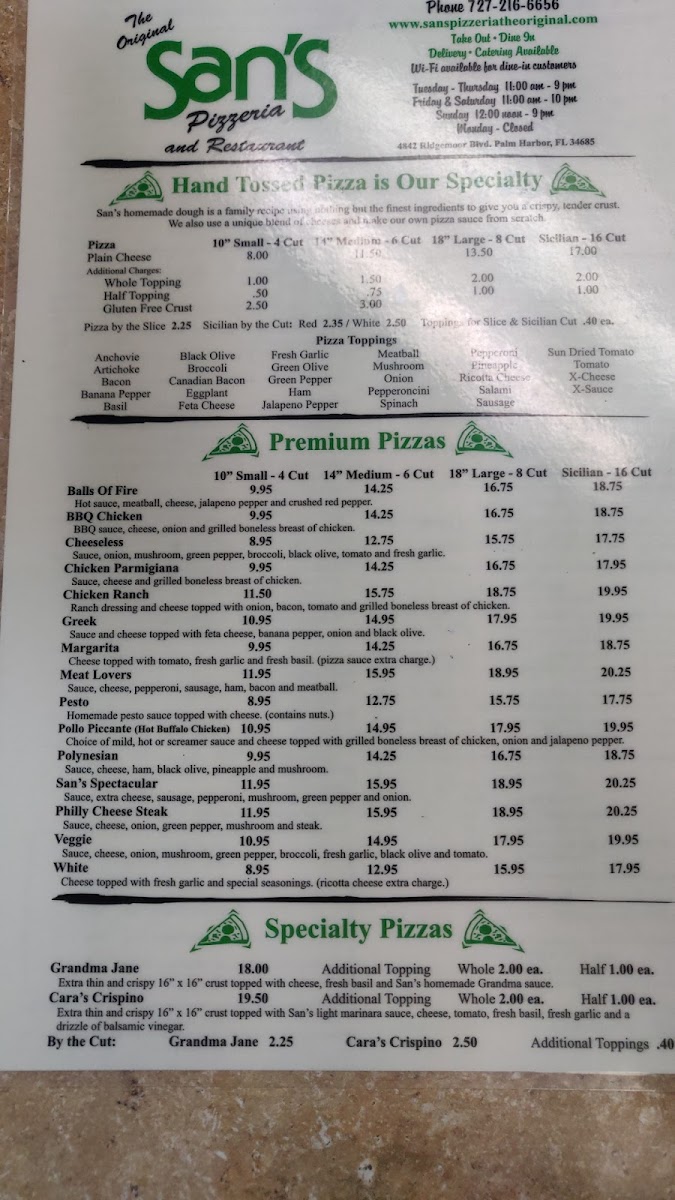 The
Original
San's
Pizzeria
and Restaurant
Phone 727-216-6656
www.sanspizzeriatheoriginal.com
Take Out • Dine In
Delivery • Catering Available
Wi-Fi available for dine-in customers
Tuesday - Thursday 11:00 am - 9 pm
Friday & Saturday 11:00 am - 10 pm
Sunday 12:00 noon - 9 pm
Monday - Closed
4842 Ridgemoor Blvd. Palm Harbor, FL 34685
Hand Tossed Pizza is Our Specialty
San's homemade dough is a family recipe using nothing but the finest ingredients to give you a crispy, tender crust.
We also use a unique blend of cheeses and make our own pizza sauce from scratch.
Pizza 10” Small - 4 Cut 14” Medium - 6 Cut 18” Large - 8 Cut Sicilian - 16 Cut
Plain Cheese 8.00 11.50 13.50 17.00
Additional Charges:
Whole Topping 1.00 1.50 2.00 2.00
Half Topping .50 .75 1.00 1.00
Gluten Free Crust 2.50 3.00
Pizza by the Slice 2.25 Sicilian by the Cut: Red 2.35 / White 2.50 Toppings for Slice & Sicilian Cut .40 ea.
Pizza Toppings
Anchovie Black Olive Fresh Garlic Meatball Pepperoni Sun Dried Tomato
Artichoke Broccoli Green Olive Mushroom Pineapple Tomato
Bacon Canadian Bacon Green Pepper Onion Ricotta Cheese X-Cheese
Banana Pepper Eggplant Ham Pepperoncini Salami X-Sauce
Basil Feta Cheese Jalapeno Pepper Spinach Sausage
Premium Pizzas
10” Small - 4 Cut 14” Medium - 6 Cut 18” Large - 8 Cut Sicilian - 16 Cut
Balls Of Fire 9.95 14.25 16.75 18.75
Hot sauce, meatball, cheese, jalapeno pepper and crushed red pepper.
BBQ Chicken 9.95 14.25 16.75 18.75
BBQ sauce, cheese, onion and grilled boneless breast of chicken.
Cheeseless 8.95 12.75 15.75 17.75
Sauce, onion, mushroom, green pepper, broccoli, black olive, tomato and fresh garlic.
Chicken Parmigiana 9.95 14.25 16.75 17.95
Sauce, cheese and grilled boneless breast of chicken.
Chicken Ranch 11.50 15.75 18.75 19.95
Ranch dressing and cheese topped with onion, bacon, tomato and grilled boneless breast of chicken.
Greek 10.95 14.95 17.95 19.95
Sauce and cheese topped with feta cheese, banana pepper, onion and black olive.
Margarita 9.95 14.25 16.75 18.75
Cheese topped with tomato, fresh garlic and fresh basil. (pizza sauce extra charge.)
Meat Lovers 11.95 15.95 18.95 20.25
Sauce, cheese, pepperoni, sausage, ham, bacon and meatball.
Pesto 8.95 12.75 15.75 17.75
Homemade pesto sauce topped with cheese. (contains nuts.)
Pollo Piccante (Hot Buffalo Chicken) 10.95 14.95 17.95 19.95
Choice of mild, hot or screamer sauce and cheese topped with grilled boneless breast of chicken, onion and jalapeno pepper.
Polynesian 9.95 14.25 16.75 18.75
Sauce, cheese, ham, black olive, pineapple and mushroom.
San's Spectacular 11.95 15.95 18.95 20.25
Sauce, extra cheese, sausage, pepperoni, mushroom, green pepper and onion.
Philly Cheese Steak 11.95 15.95 18.95 20.25
Sauce, cheese, onion, green pepper, mushroom and steak.
Veggie 10.95 14.95 17.95 19.95
Sauce, cheese, onion, mushroom, green pepper, broccoli, fresh garlic, black olive and tomato.
White 8.95 12.95 15.95 17.95
Cheese topped with fresh garlic and special seasonings. (ricotta cheese extra charge.)
Specialty Pizzas
Grandma Jane 18.00 Additional Topping Whole 2.00 ea. Half 1.00 ea.
Extra thin and crispy 16” x 16” crust topped with cheese, fresh basil and San's homemade Grandma sauce.
Cara's Crispino 19.50 Additional Topping Whole 2.00 ea. Half 1.00 ea.
Extra thin and crispy 16” x 16” crust topped with San's light marinara sauce, cheese, tomato, fresh basil, fresh garlic and a
drizzle of balsamic vinegar.
By the Cut: Grandma Jane 2.25 Cara's Crispino 2.50 Additional Toppings .40